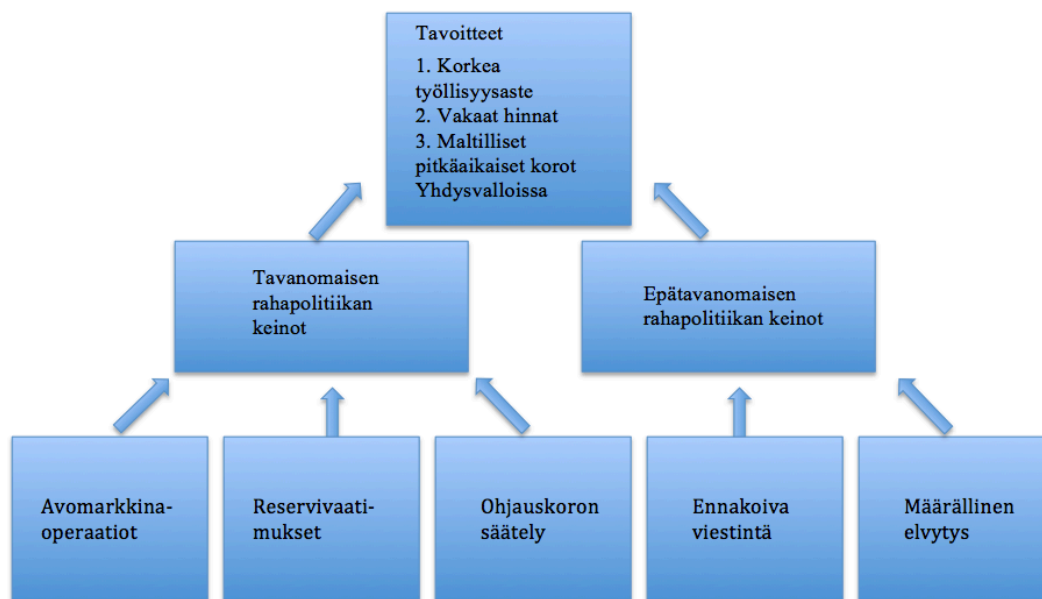 Tavoitteet
1. Korkea
työllisyysaste
2. Vakaat hinnat
3. Maltilliset
pitkäaikaiset korot
Yhdysvalloissa
Tavanomaisen
rahapolitiikan
keinot
Epätavanomaisen
rahapolitiikan keinot
Avomarkkina-
operaatiot
Reservivaati-
mukset
Ohjauskoron
säätely
Ennakoiva
viestintä
Määrällinen
elvytys